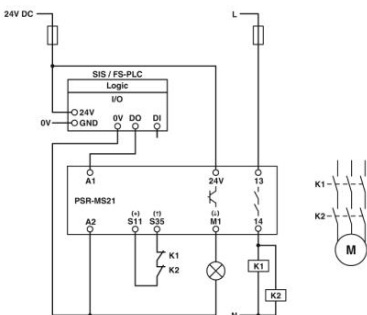 24V DC
L
SIS / FS-PLC
Logic
I/O
24V
0V GND
0V DO DI
A1 24V 13
PSR-MS21
(+) (↑) (⊥)
A2 S11 S35 M1 14
K1
K2
K1
K2
N
K1
K2
M